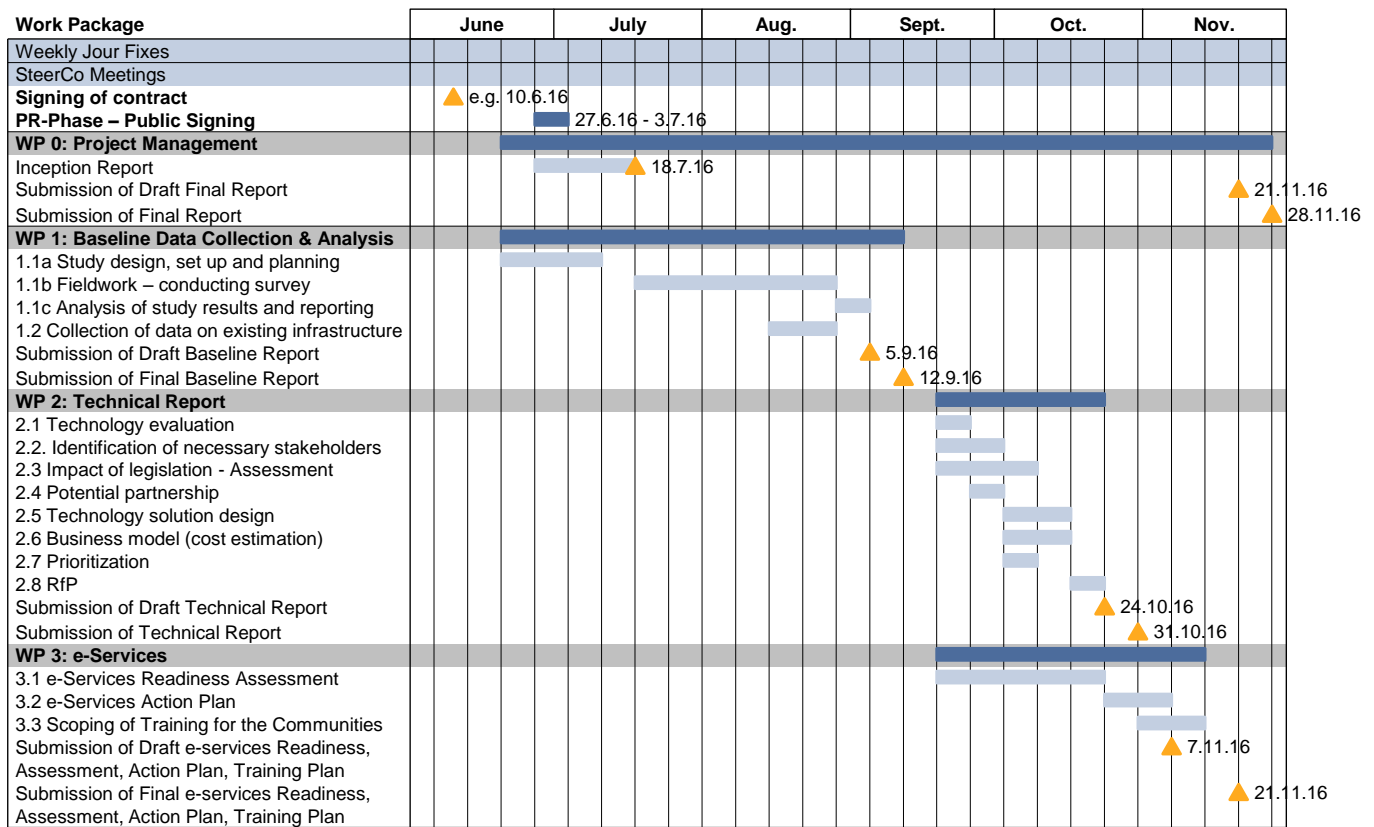 Work Package June July Aug. Sept. Oct. Nov.
Weekly Jour Fixes
SteerCo Meetings
Signing of contract e.g. 10.6.16
PR-Phase – Public Signing 27.6.16 - 3.7.16
WP 0: Project Management
Inception Report 18.7.16
Submission of Draft Final Report 21.11.16
Submission of Final Report 28.11.16
WP 1: Baseline Data Collection & Analysis
1.1a Study design, set up and planning
1.1b Fieldwork – conducting survey
1.1c Analysis of study results and reporting
1.2 Collection of data on existing infrastructure
Submission of Draft Baseline Report 5.9.16
Submission of Final Baseline Report 12.9.16
WP 2: Technical Report
2.1 Technology evaluation
2.2. Identification of necessary stakeholders
2.3 Impact of legislation - Assessment
2.4 Potential partnership
2.5 Technology solution design
2.6 Business model (cost estimation)
2.7 Prioritization
2.8 RfP
Submission of Draft Technical Report 24.10.16
Submission of Technical Report 31.10.16
WP 3: e-Services
3.1 e-Services Readiness Assessment
3.2 e-Services Action Plan
3.3 Scoping of Training for the Communities
Submission of Draft e-services Readiness, 7.11.16
Assessment, Action Plan, Training Plan
Submission of Final e-services Readiness, 21.11.16
Assessment, Action Plan, Training Plan